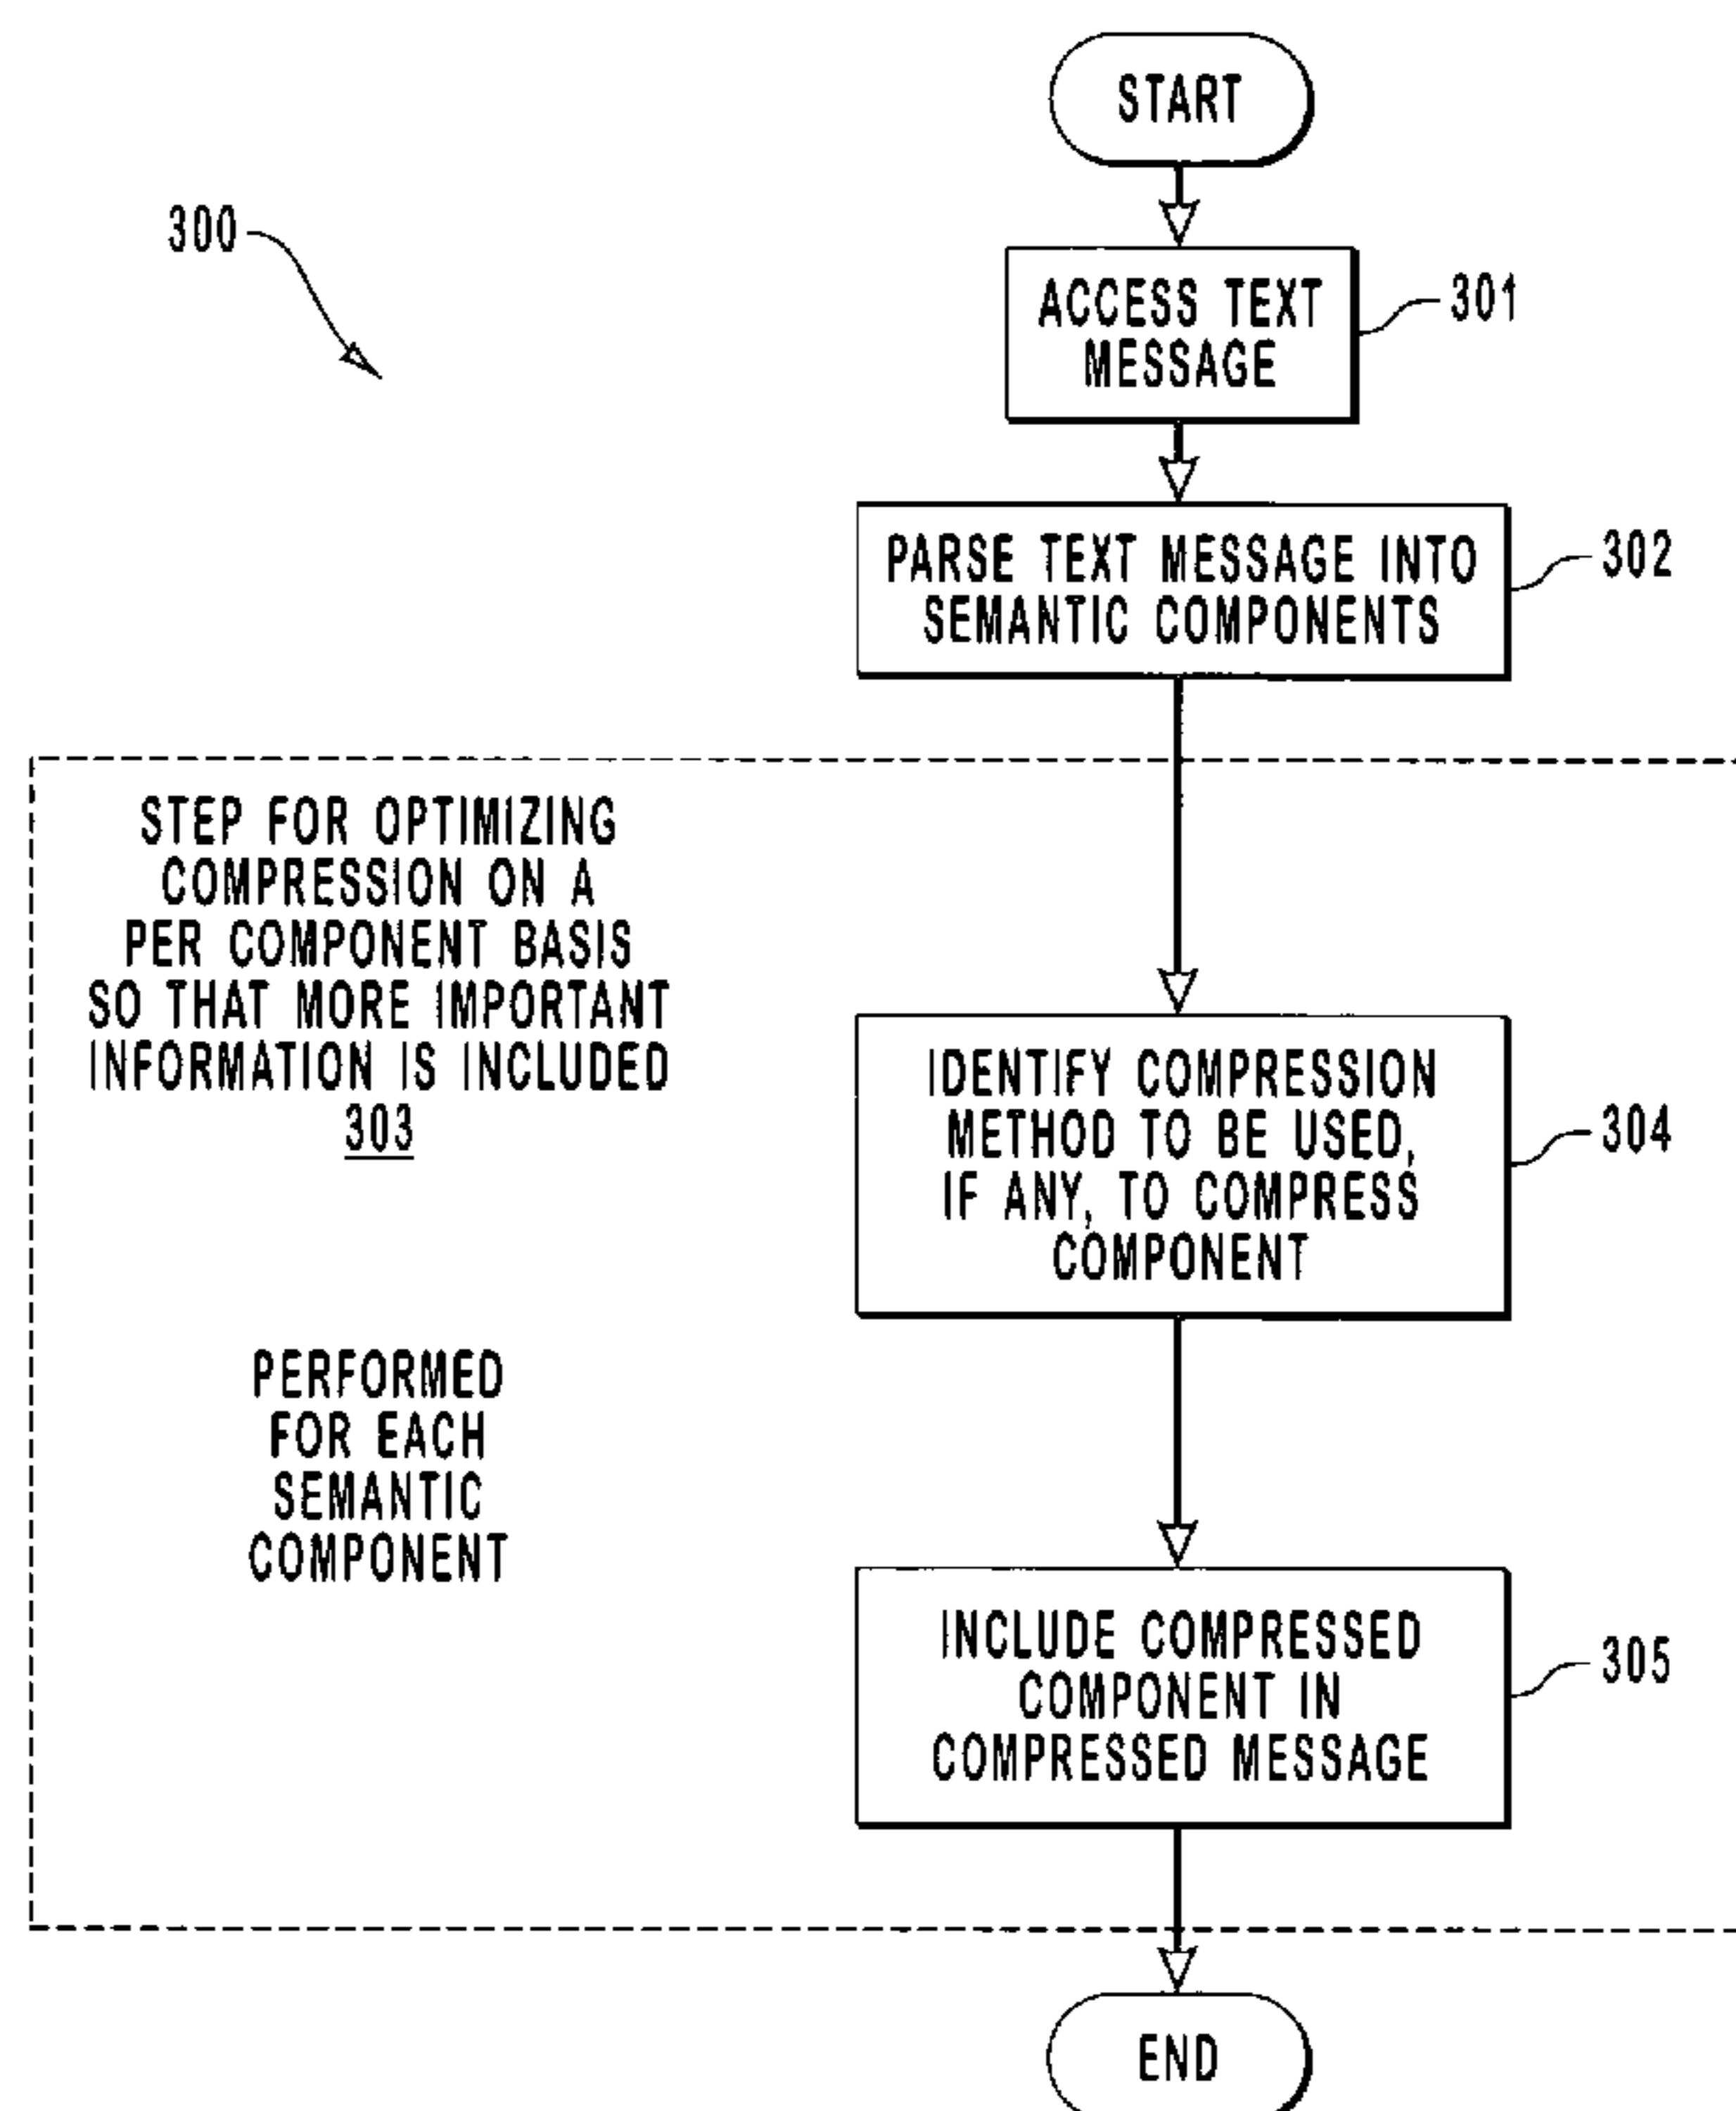 START
300
ACCESS TEXT
MESSAGE
301
PARSE TEXT MESSAGE INTO
SEMANTIC COMPONENTS
302
STEP FOR OPTIMIZING
COMPRESSION ON A
PER COMPONENT BASIS
SO THAT MORE IMPORTANT
INFORMATION IS INCLUDED
303
IDENTIFY COMPRESSION
METHOD TO BE USED,
IF ANY, TO COMPRESS
COMPONENT
304
PERFORMED
FOR EACH
SEMANTIC
COMPONENT
INCLUDE COMPRESSED
COMPONENT IN
COMPRESSED MESSAGE
305
END